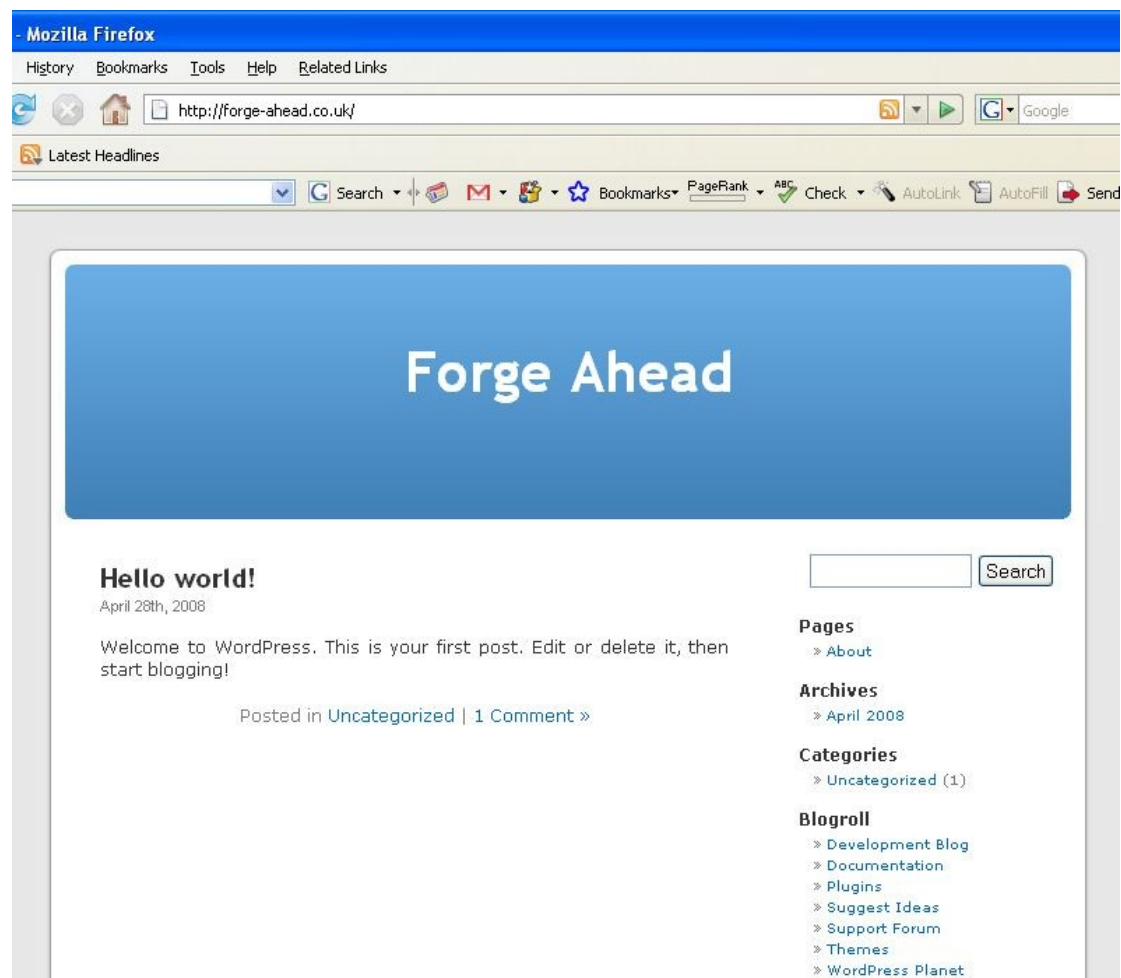 - Mozilla Firefox
History Bookmarks Tools Help Related Links
http://forge-ahead.co.uk/ G Google
Latest Headlines
G Search Bookmarks PageRank ABC Check AutoLink AutoFill Send
Forge Ahead
Hello world!
April 28th, 2008
Welcome to WordPress. This is your first post. Edit or delete it, then
start blogging!
Posted in Uncategorized | 1 Comment »
Search
Pages
» About
Archives
» April 2008
Categories
» Uncategorized (1)
Blogroll
» Development Blog
» Documentation
» Plugins
» Suggest Ideas
» Support Forum
» Themes
» WordPress Planet